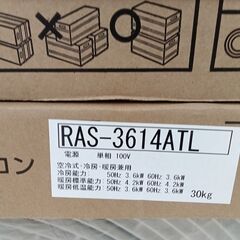 コン
RAS-3614ATL
電源 単相 100V
空冷式・冷房・暖房兼用
冷房能力 50Hz 3.6kW 60Hz 3.6kW
暖房標準能力 50Hz 4.2kW 60Hz 4.2kW
暖房低温能力 50Hz 3.6kW 60Hz 3.6kW
30kg